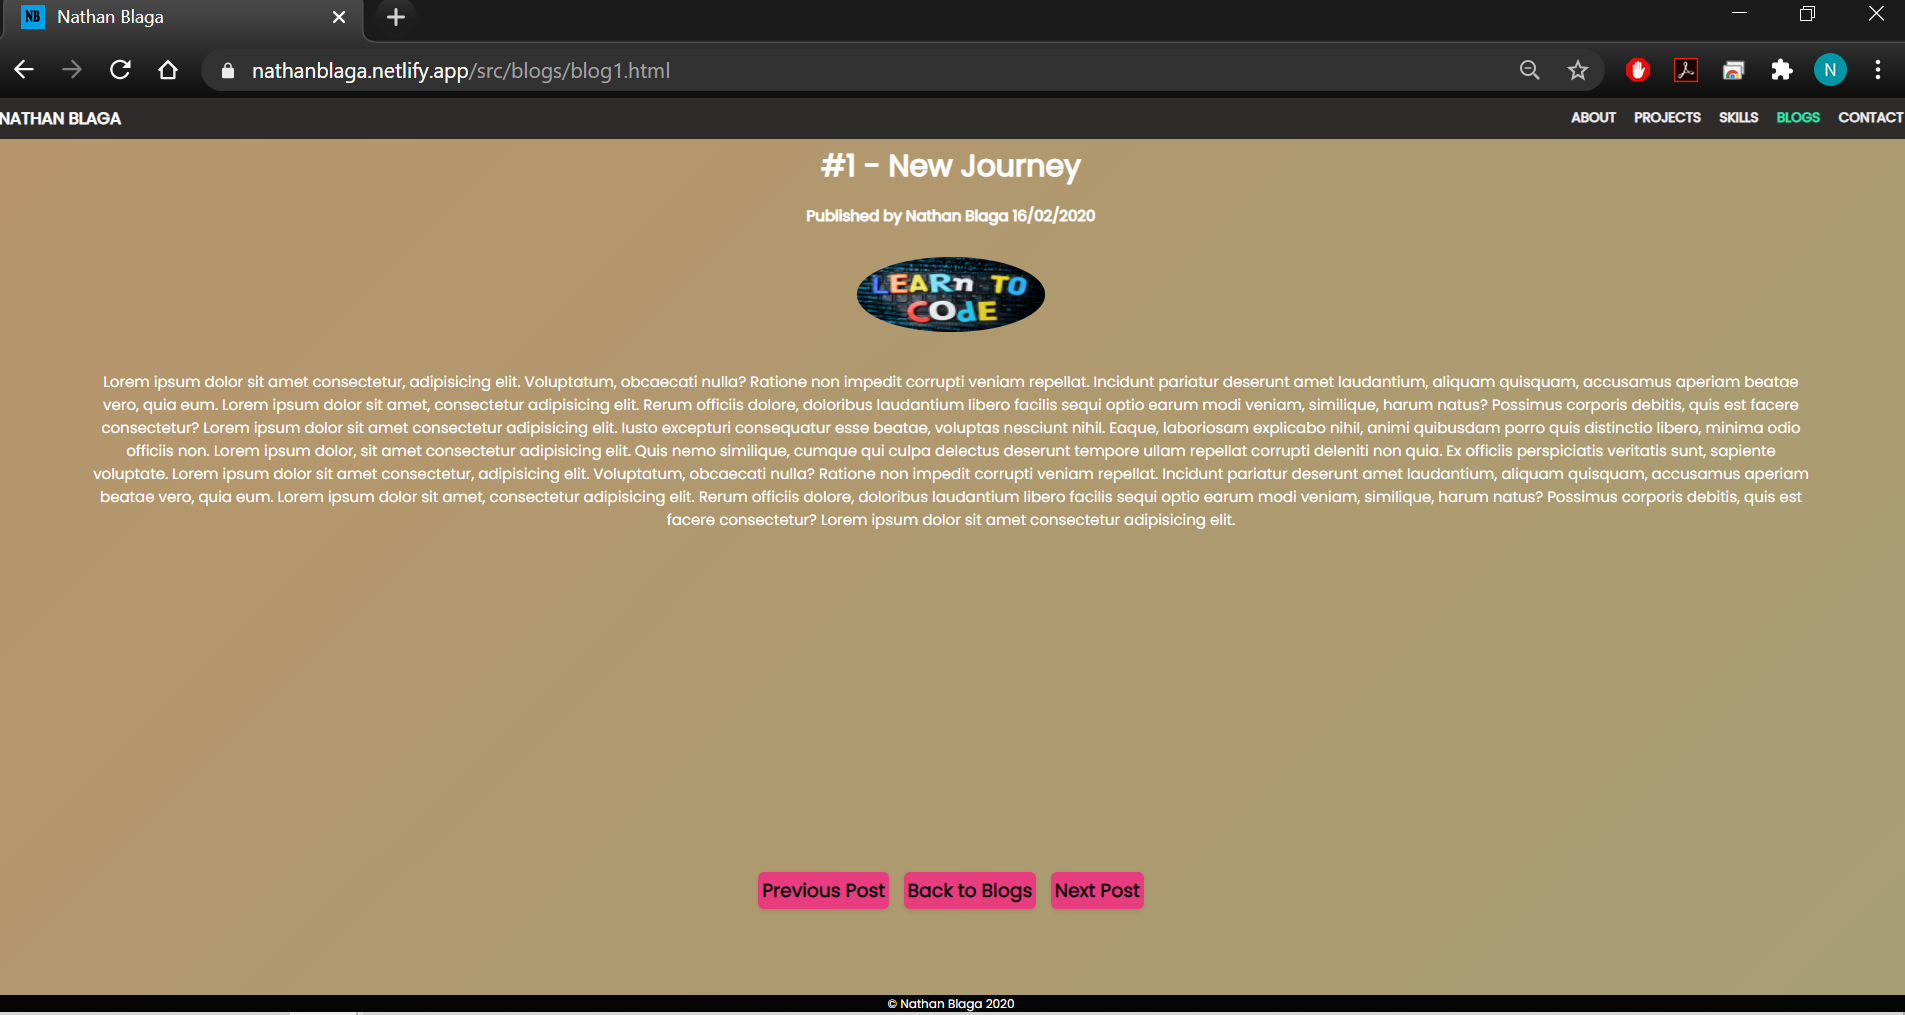 NB Nathan Blaga
nathanblaga.netlify.app/src/blogs/blog1.html
N
NATHAN BLAGA
ABOUT PROJECTS SKILLS BLOGS CONTACT
#1 - New Journey
Published by Nathan Blaga 16/02/2020
LEARn TO
COdE
Lorem ipsum dolor sit amet consectetur, adipisicing elit. Voluptatum, obcaecati nulla? Ratione non impedit corrupti veniam repellat. Incidunt pariatur deserunt amet laudantium, aliquam quisquam, accusamus aperiam beatae
vero, quia eum. Lorem ipsum dolor sit amet, consectetur adipisicing elit. Rerum officiis dolore, doloribus laudantium libero facilis sequi optio earum modi veniam, similique, harum natus? Possimus corporis debitis, quis est facere
consectetur? Lorem ipsum dolor sit amet consectetur adipisicing elit. Iusto excepturi consequatur esse beatae, voluptas nesciunt nihil. Eaque, laboriosam explicabo nihil, animi quibusdam porro quis distinctio libero, minima odio
officiis non. Lorem ipsum dolor, sit amet consectetur adipisicing elit. Quis nemo similique, cumque qui culpa delectus deserunt tempore ullam repellat corrupti deleniti non quia. Ex officiis perspiciatis veritatis sunt, sapiente
voluptate. Lorem ipsum dolor sit amet consectetur, adipisicing elit. Voluptatum, obcaecati nulla? Ratione non impedit corrupti veniam repellat. Incidunt pariatur deserunt amet laudantium, aliquam quisquam, accusamus aperiam
beatae vero, quia eum. Lorem ipsum dolor sit amet, consectetur adipisicing elit. Rerum officiis dolore, doloribus laudantium libero facilis sequi optio earum modi veniam, similique, harum natus? Possimus corporis debitis, quis est
facere consectetur? Lorem ipsum dolor sit amet consectetur adipisicing elit.
Previous Post Back to Blogs Next Post
© Nathan Blaga 2020